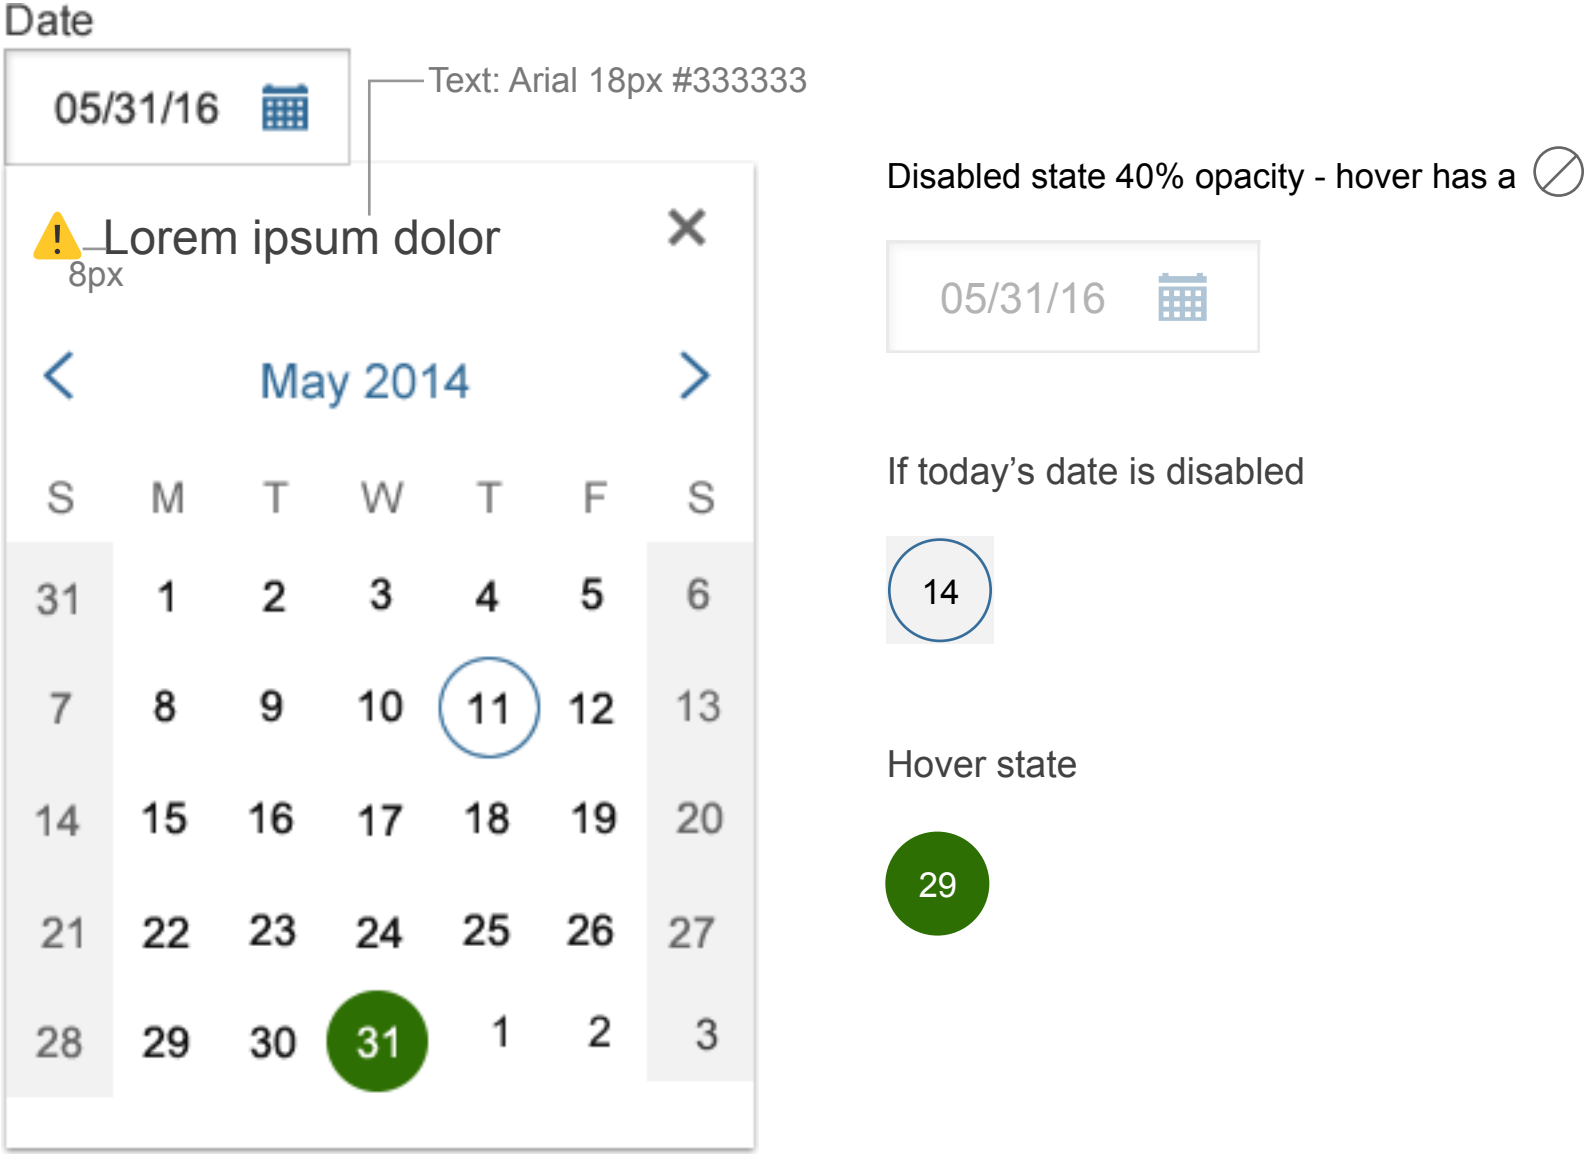 Date
05/31/16
Text: Arial 18px #333333
Lorem ipsum dolor
8px
May 2014
S M T W T F S
31 1 2 3 4 5 6
7 8 9 10 11 12 13
14 15 16 17 18 19 20
21 22 23 24 25 26 27
28 29 30 31 1 2 3
Disabled state 40% opacity - hover has a
05/31/16
If today’s date is disabled
14
Hover state
29